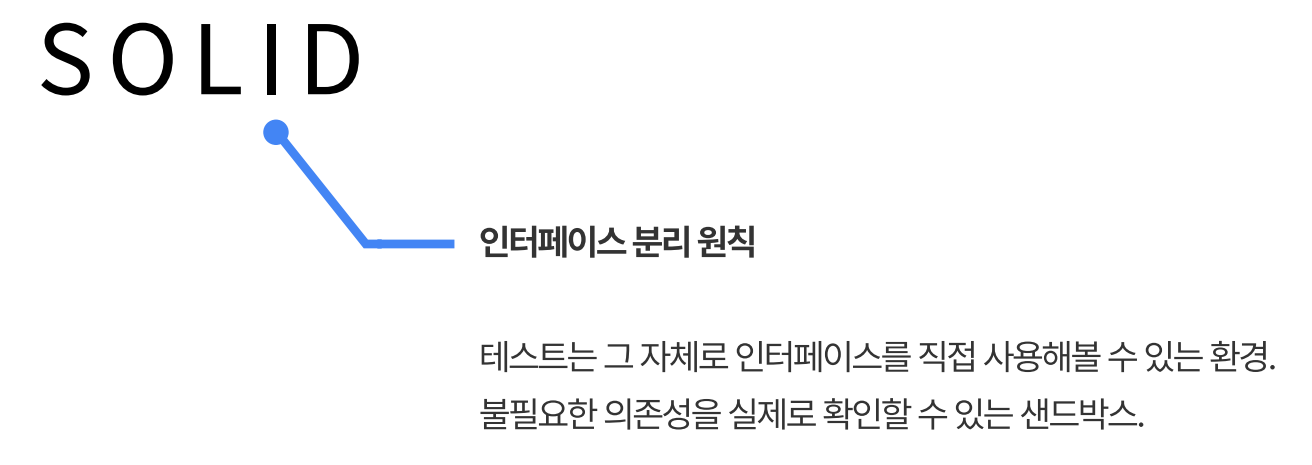 SOLID
인터페이스 분리 원칙
테스트는 그 자체로 인터페이스를 직접 사용해볼 수 있는 환경.
불필요한 의존성을 실제로 확인할 수 있는 샌드박스.